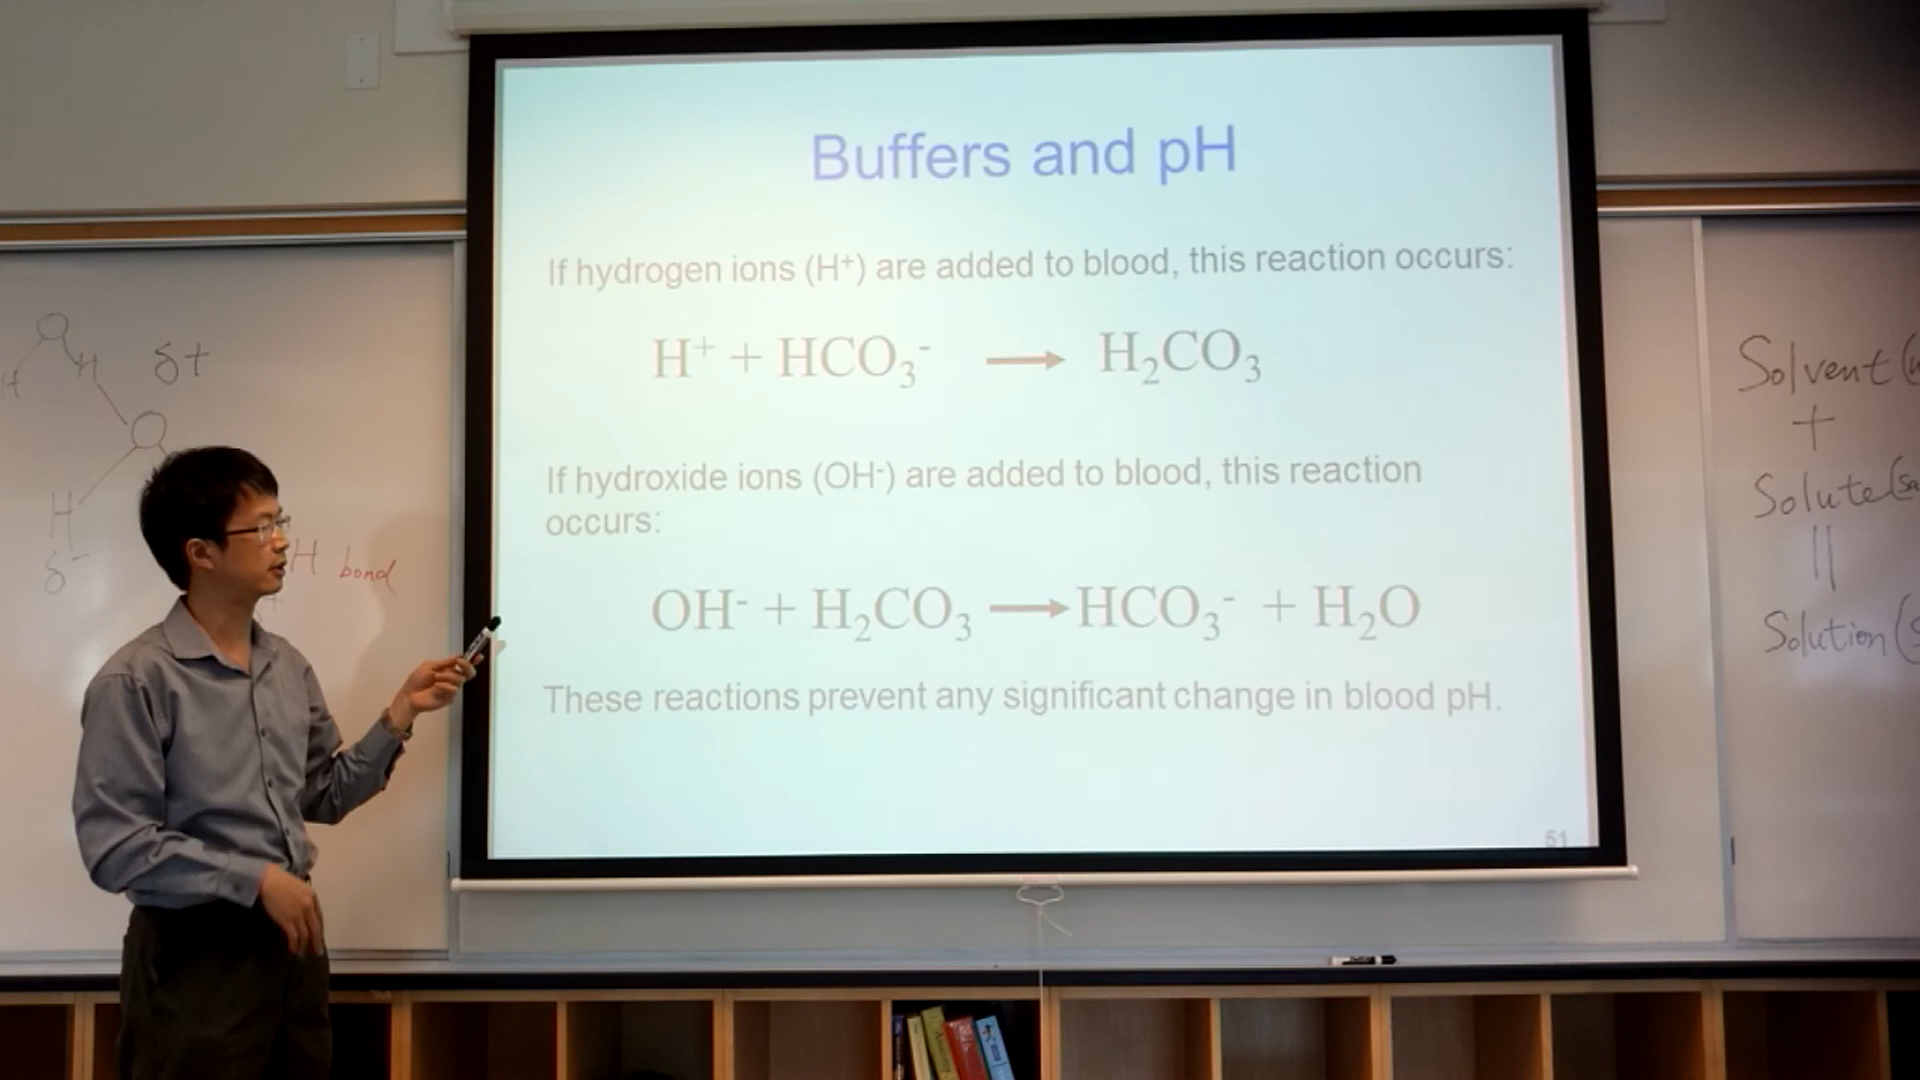 Buffers and pH
If hydrogen ions (H⁺) are added to blood, this reaction occurs:
H⁺ + HCO₃⁻ → H₂CO₃
If hydroxide ions (OH⁻) are added to blood, this reaction
occurs:
OH⁻ + H₂CO₃ → HCO₃⁻ + H₂O
These reactions prevent any significant change in blood pH.
51
O
H H δ+
O
H
δ⁻
H bond
Solvent (
+
Solute (sa
||
Solution (S